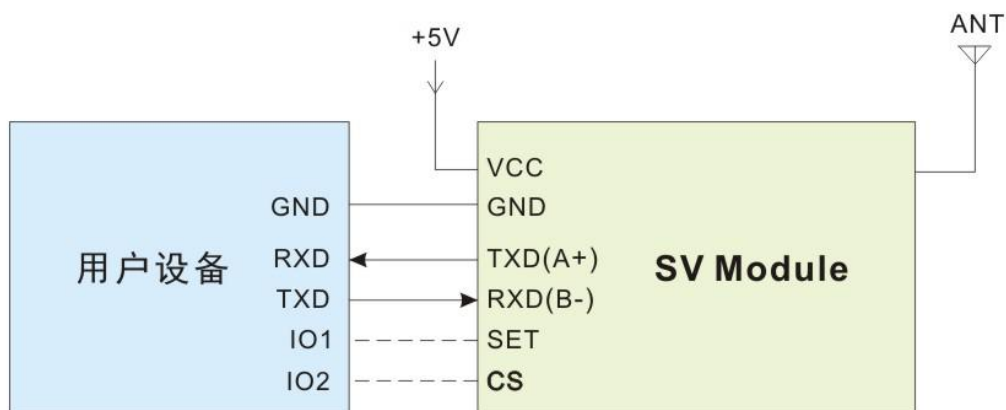 ANT
+5V
VCC
GND GND
用户设备 RXD TXD(A+) SV Module
TXD RXD(B-)
IO1 SET
IO2 CS